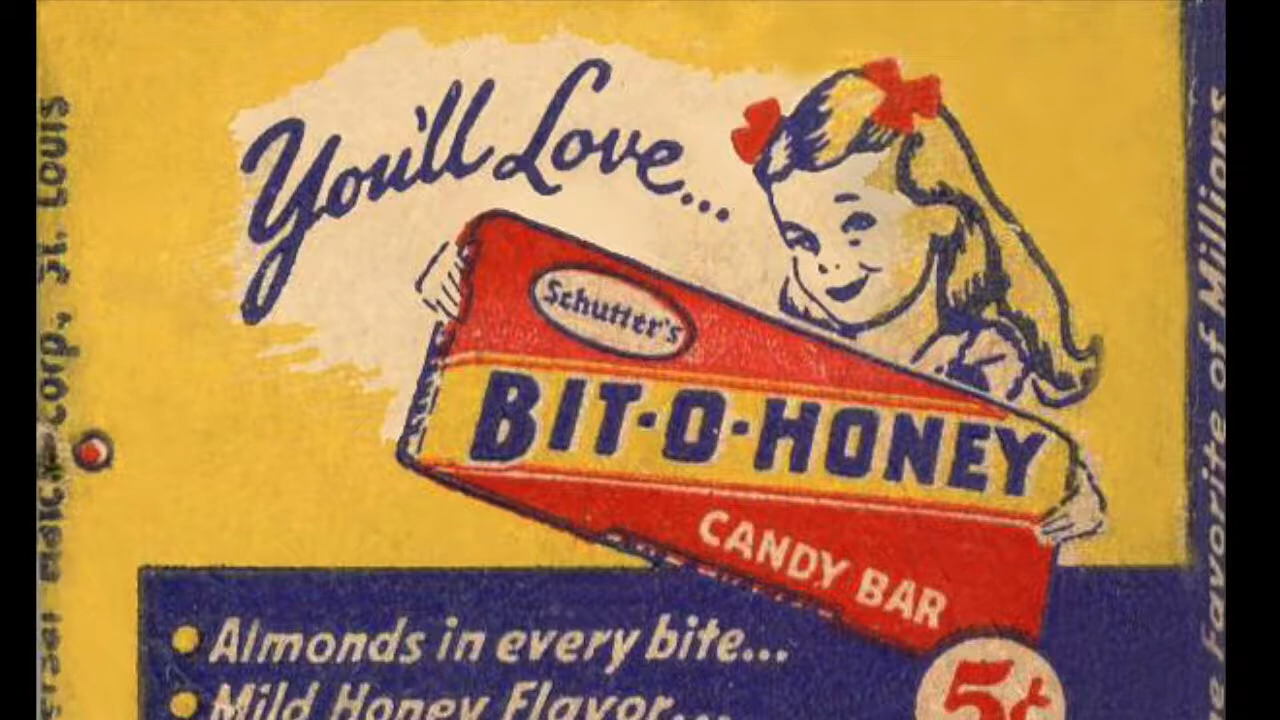 You'll Love...
Schutter's
BIT-O-HONEY
CANDY BAR
Almonds in every bite...
Mild Honey Flavor...
5¢
Corp., St. Louis
Favorite of Millions